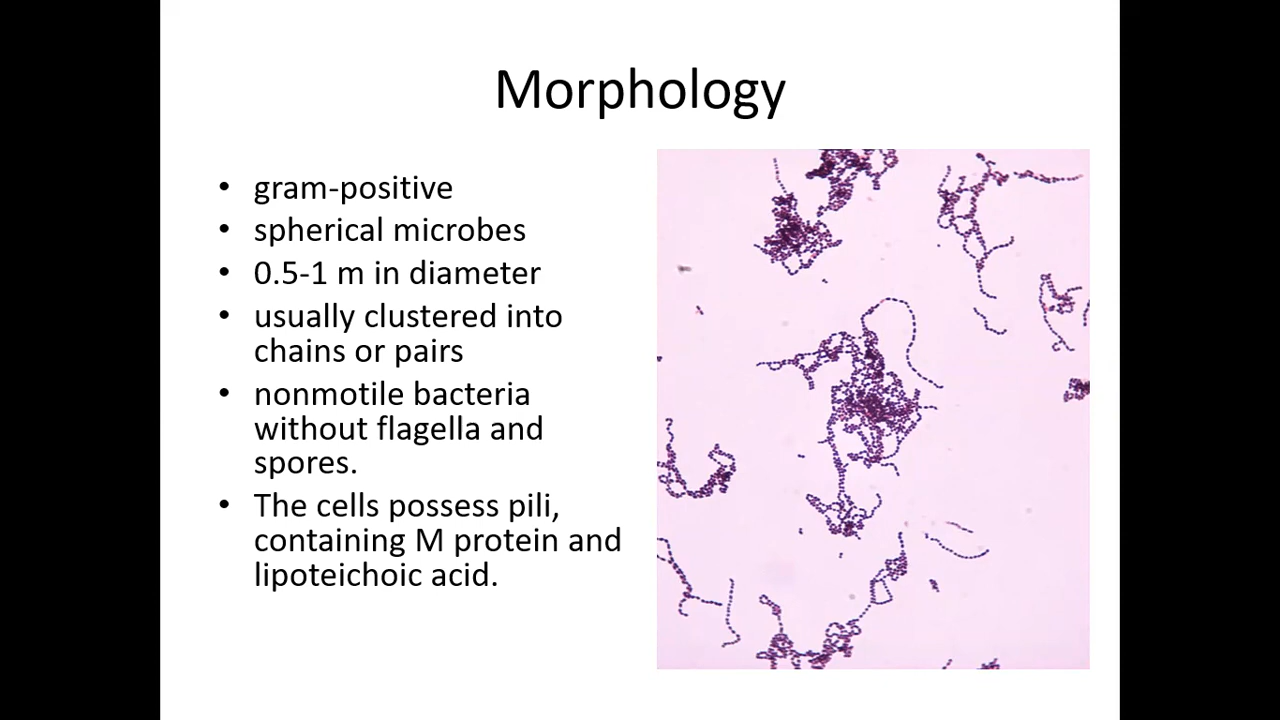 Morphology
• gram-positive
• spherical microbes
• 0.5-1 m in diameter
• usually clustered into
chains or pairs
• nonmotile bacteria
without flagella and
spores.
• The cells possess pili,
containing M protein and
lipoteichoic acid.